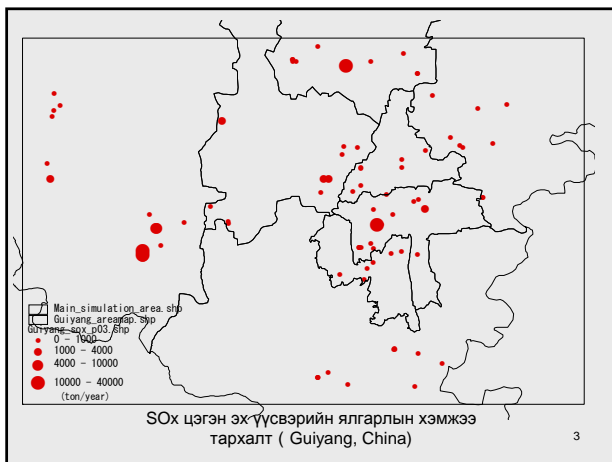 Main_simulation_area.shp
Guiyang_areamap.shp
Guiyang_sox_p03.shp
0 - 1000
1000 - 4000
4000 - 10000
10000 - 40000
(ton/year)
SOx цэгэн эх үүсвэрийн ялгарлын хэмжээ
тархалт ( Guiyang, China)
3